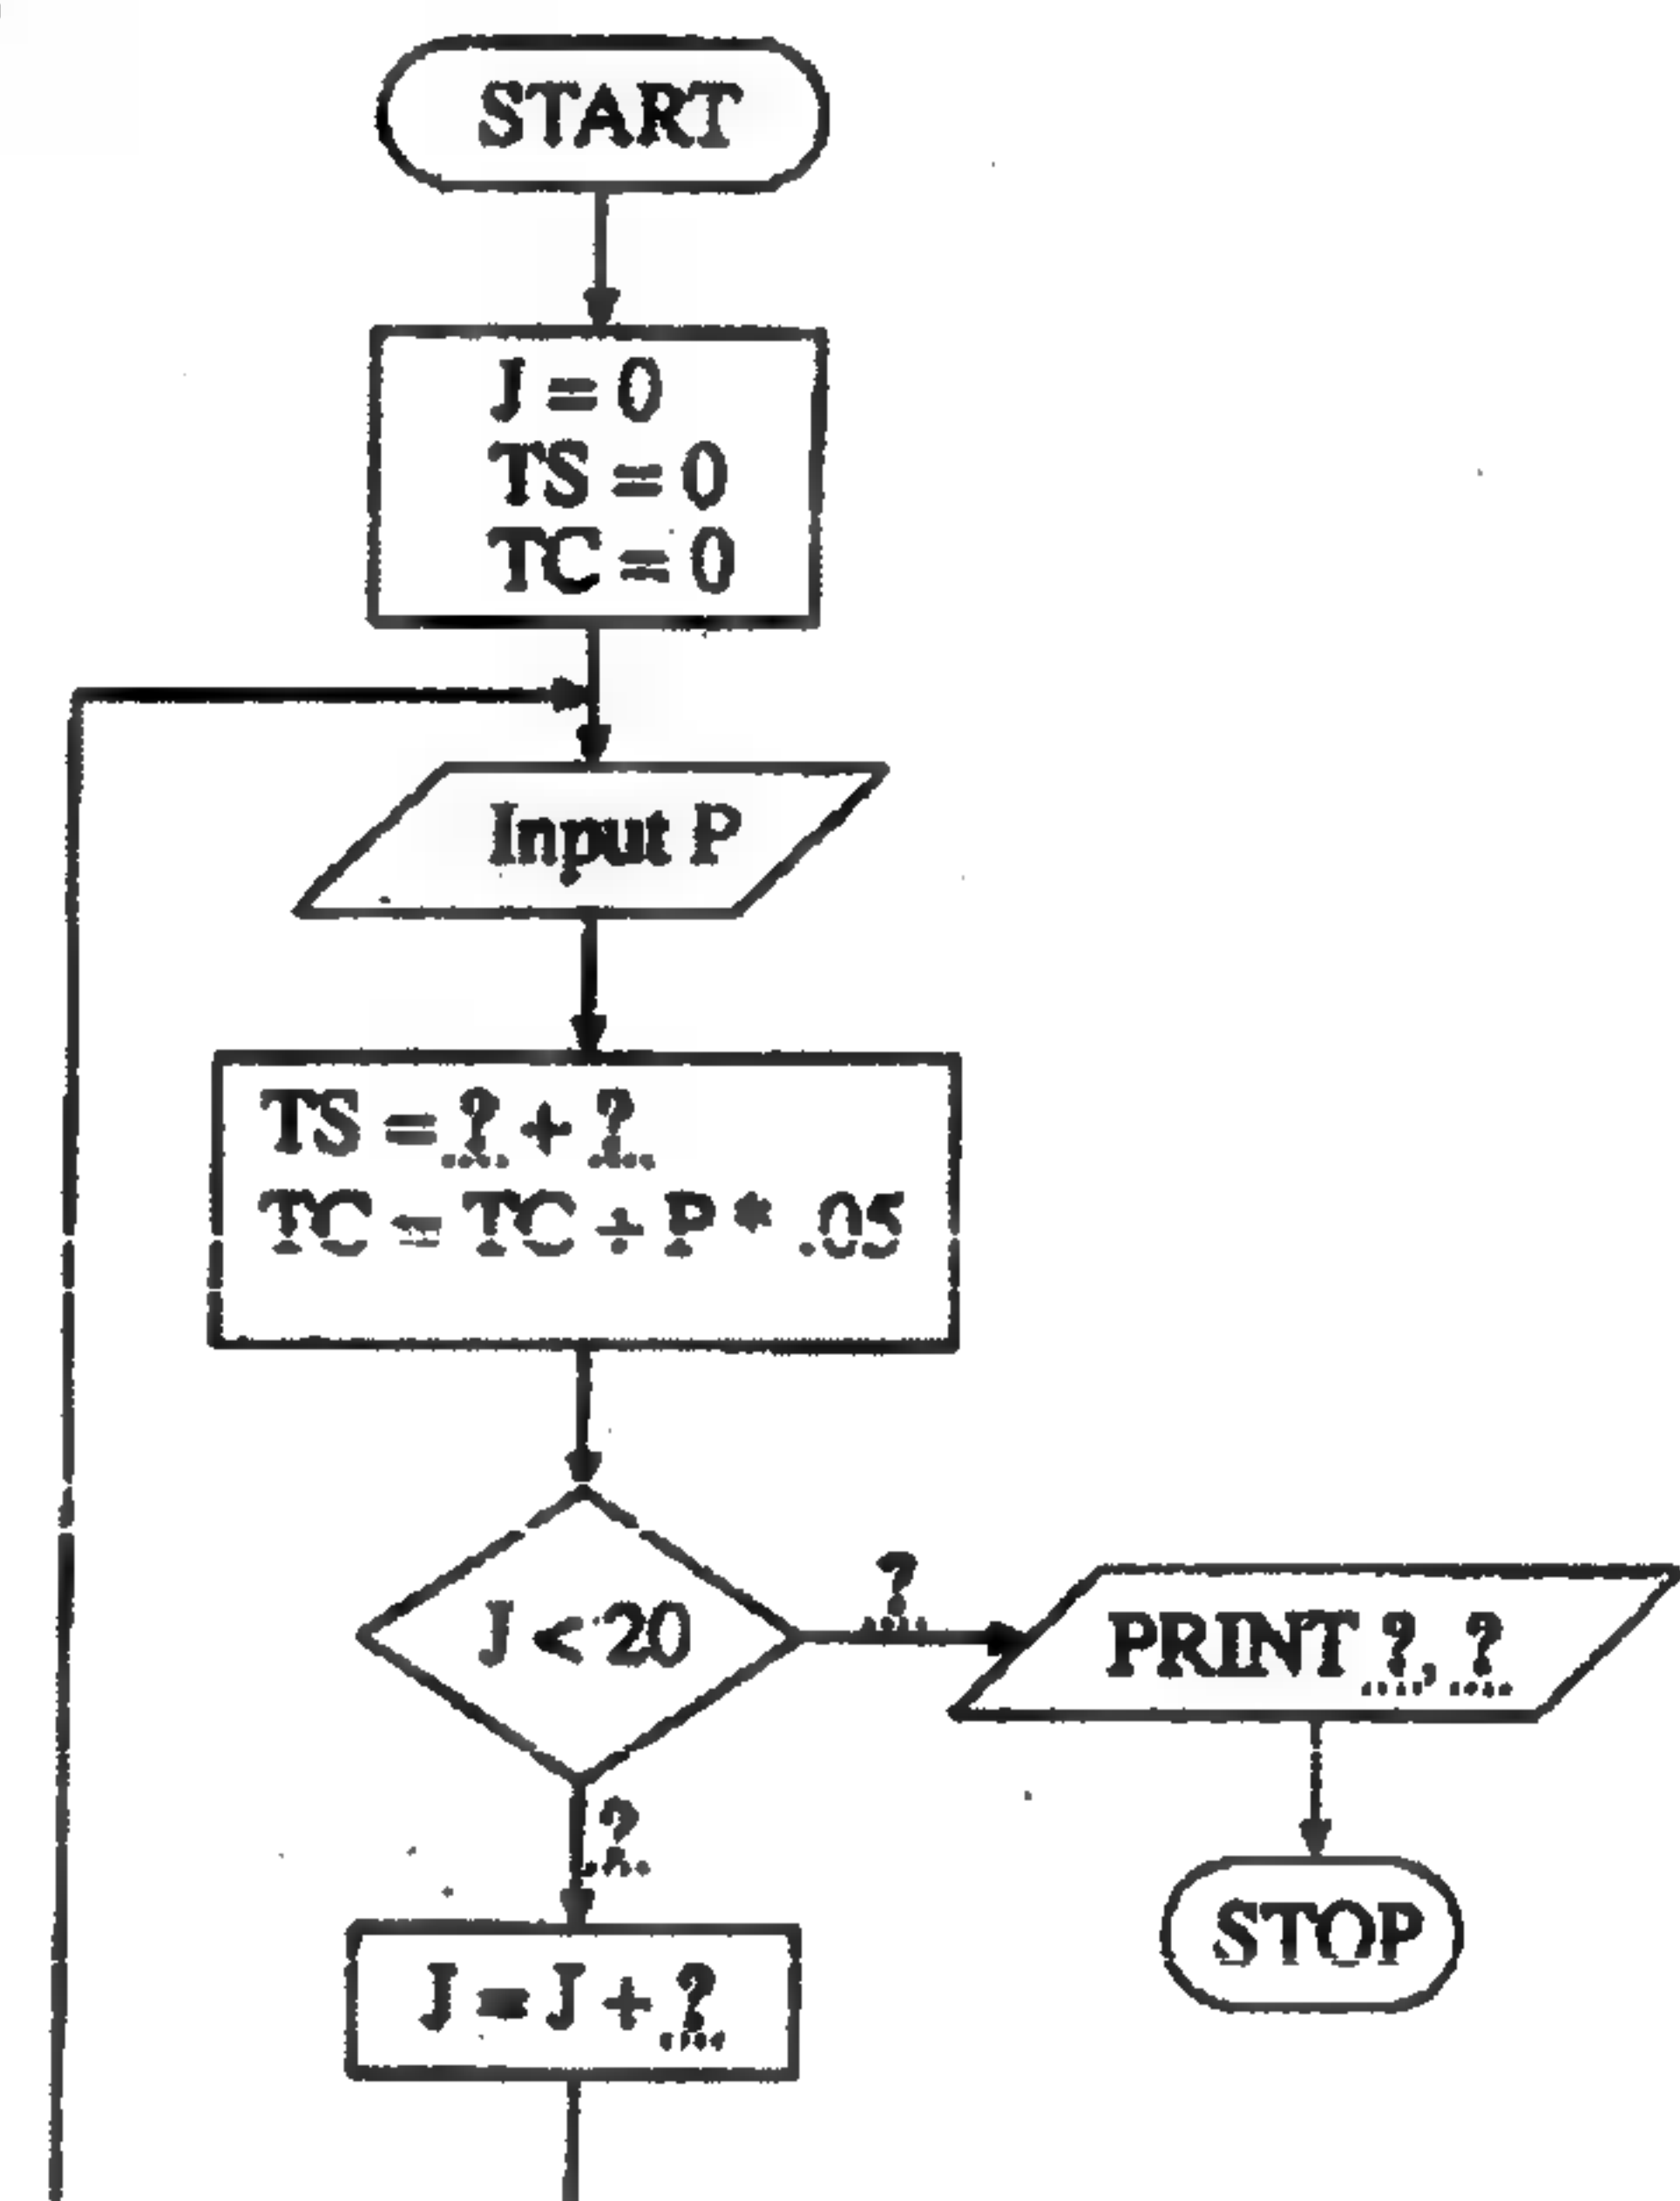 START
J = 0
TS = 0
TC = 0
Input P
TS = ? + ?
TC = TC + P * .05
J < 20
?
PRINT ?, ?
?
STOP
J = J + ?